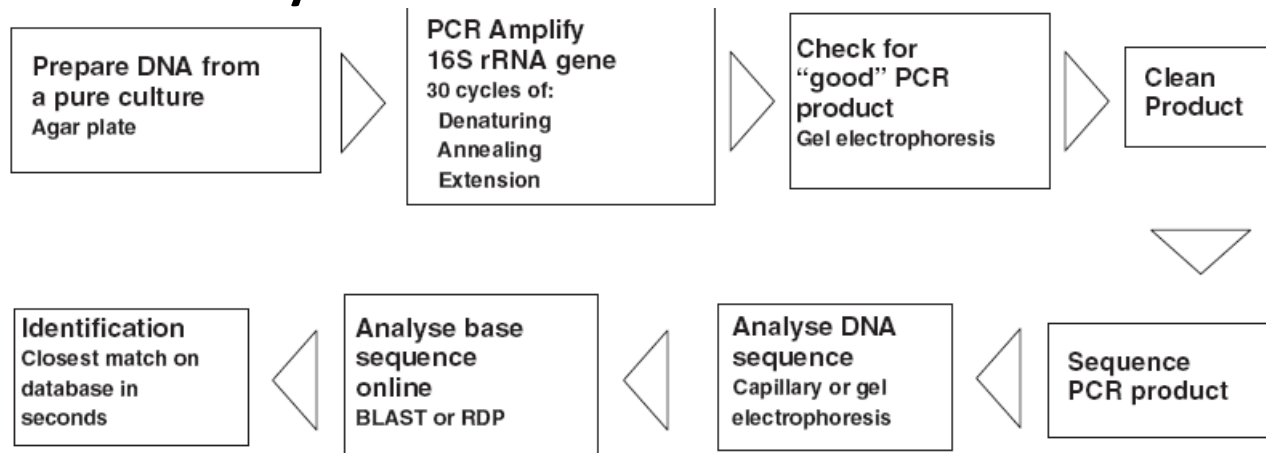 Prepare DNA from
a pure culture
Agar plate
PCR Amplify
16S rRNA gene
30 cycles of:
Denaturing
Annealing
Extension
Check for
“good” PCR
product
Gel electrophoresis
Clean
Product
Sequence
PCR product
Analyse DNA
sequence
Capillary or gel
electrophoresis
Analyse base
sequence
online
BLAST or RDP
Identification
Closest match on
database in
seconds